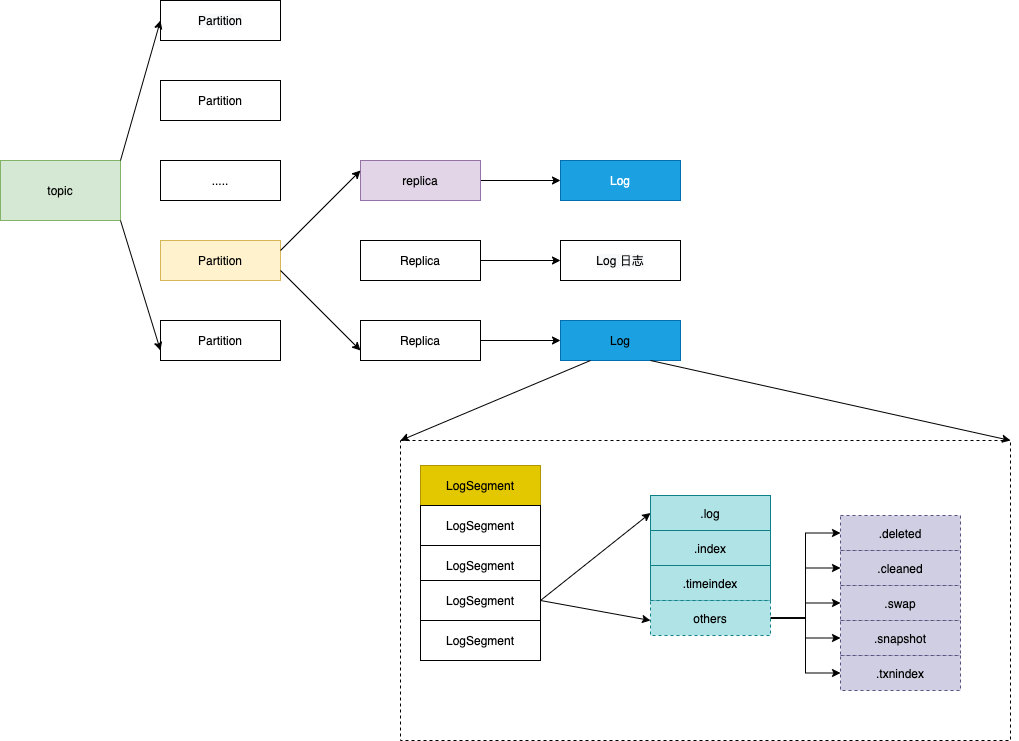 Partition
Partition
topic
.....
replica
Log
Partition
Replica
Log 日志
Partition
Replica
Log
LogSegment
LogSegment
LogSegment
LogSegment
LogSegment
.log
.index
.timeindex
others
.deleted
.cleaned
.swap
.snapshot
.txnindex